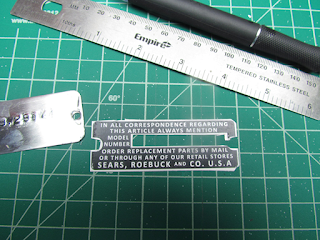 Empire
TEMPERED STAINLESS STEEL
60°
IN ALL CORRESPONDENCE REGARDING
THIS ARTICLE ALWAYS MENTION
MODEL
NUMBER
ORDER REPLACEMENT PARTS BY MAIL
OR THROUGH ANY OF OUR RETAIL STORES
SEARS, ROEBUCK AND CO. U.S.A